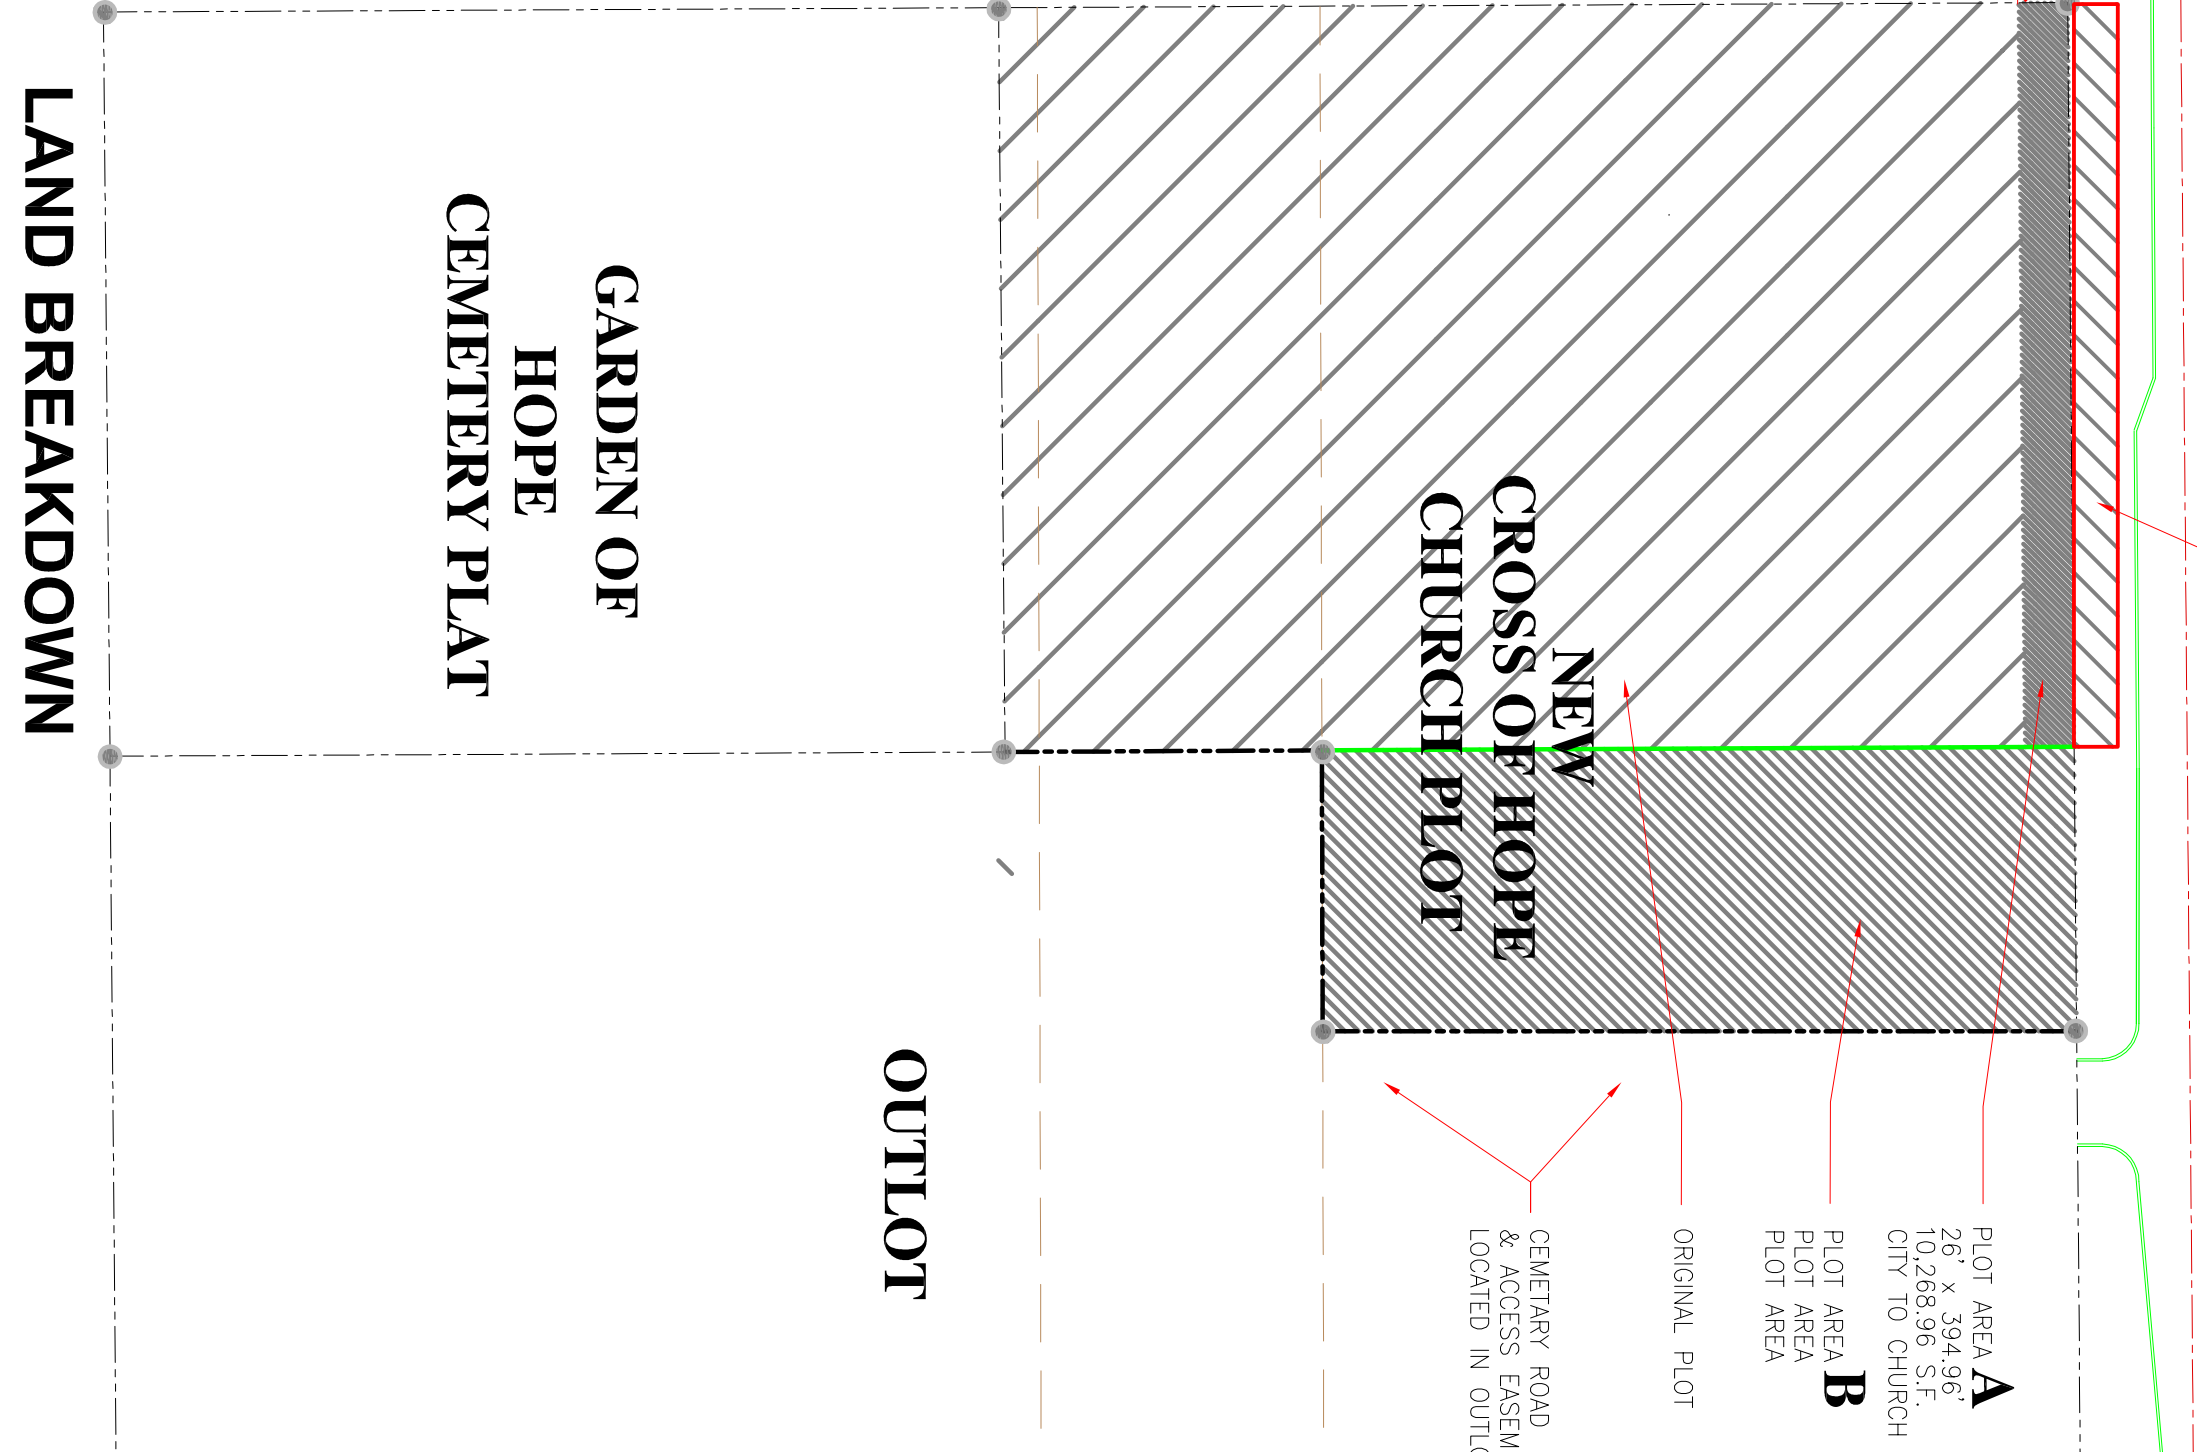 NEW
CROSS OF HOPE
CHURCH PLOT
GARDEN OF
HOPE
CEMETERY PLAT
OUTLOT
PLOT AREA A
26' x 394.96'
10,268.96 S.F.
CITY TO CHURCH
PLOT AREA B
PLOT AREA
PLOT AREA
ORIGINAL PLOT
CEMETARY ROAD
& ACCESS EASEM
LOCATED IN OUTLO
LAND BREAKDOWN